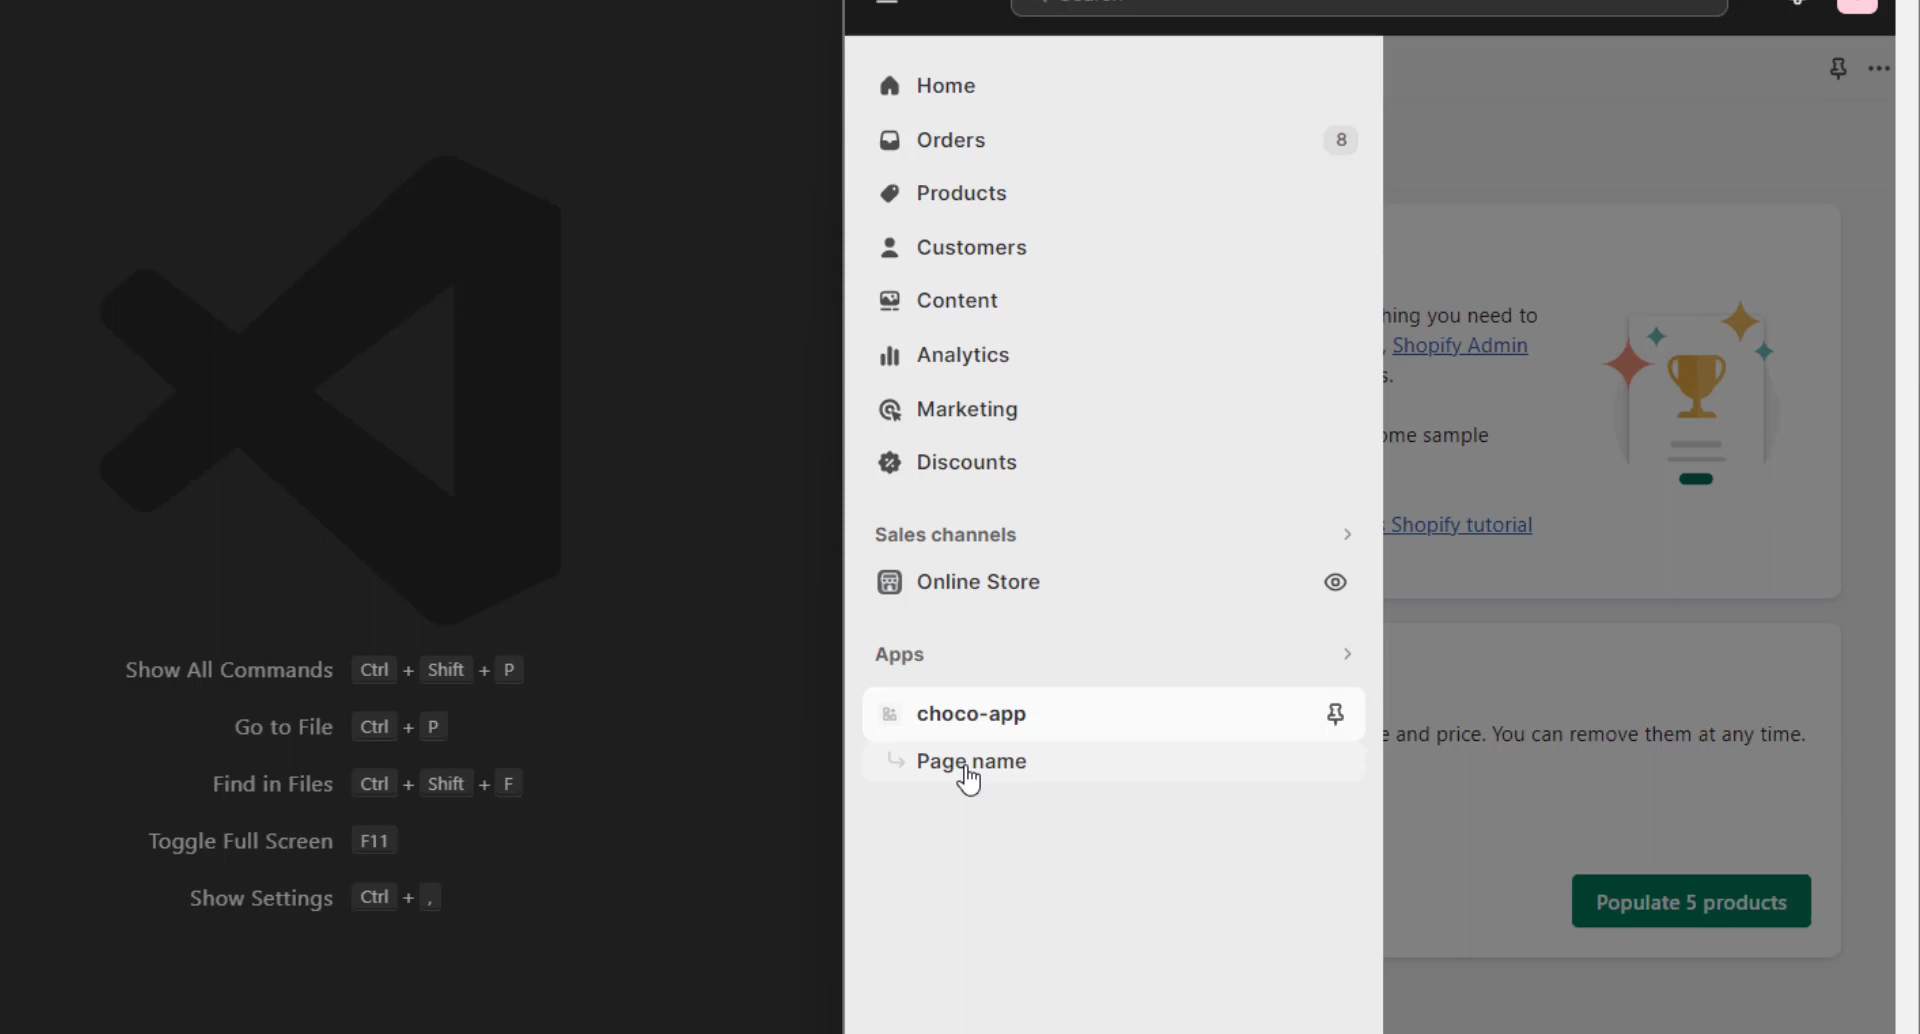 Show All Commands Ctrl + Shift + P
Go to File Ctrl + P
Find in Files Ctrl + Shift + F
Toggle Full Screen F11
Show Settings Ctrl + ,
Home
Orders 8
Products
Customers
Content
Analytics
Marketing
Discounts
Sales channels
Online Store
Apps
choco-app
Page name
hing you need to
, Shopify Admin
s.
ome sample
Shopify tutorial
e and price. You can remove them at any time.
Populate 5 products